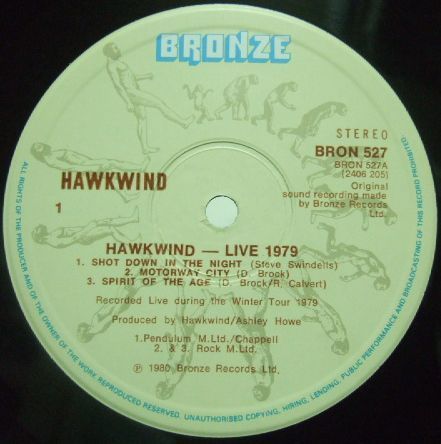 BRONZE
STEREO
BRON 527
BRON 527A
(2406 205)
Original
sound recording made
by Bronze Records
Ltd.
HAWKWIND
1
HAWKWIND — LIVE 1979
1. SHOT DOWN IN THE NIGHT (Steve Swindells)
2. MOTORWAY CITY (D. Brock)
3. SPIRIT OF THE AGE (D. Brock/R. Calvert)
Recorded Live during the Winter Tour 1979
Produced by Hawkwind/Ashley Howe
1.Pendulum M.Ltd./Chappell
2. & 3. Rock M.Ltd.
℗ 1980 Bronze Records Ltd.
ALL RIGHTS OF THE PRODUCER AND OF THE OWNER OF THE WORK REPRODUCED RESERVED. UNAUTHORISED COPYING, HIRING, LENDING, PUBLIC PERFORMANCE AND BROADCASTING OF THIS RECORD PROHIBITED.